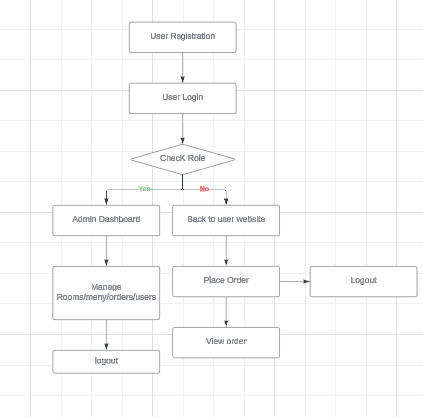 User Registration
User Login
ChecK Role
Yes
No
Admin Dashboard
Back to user website
Manage
Rooms/meny/orders/users
Place Order
Logout
View order
logout